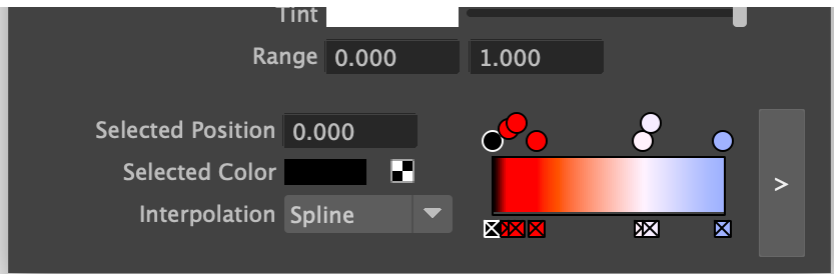 Tint
Range 0.000 1.000
Selected Position 0.000
Selected Color
Interpolation Spline
>